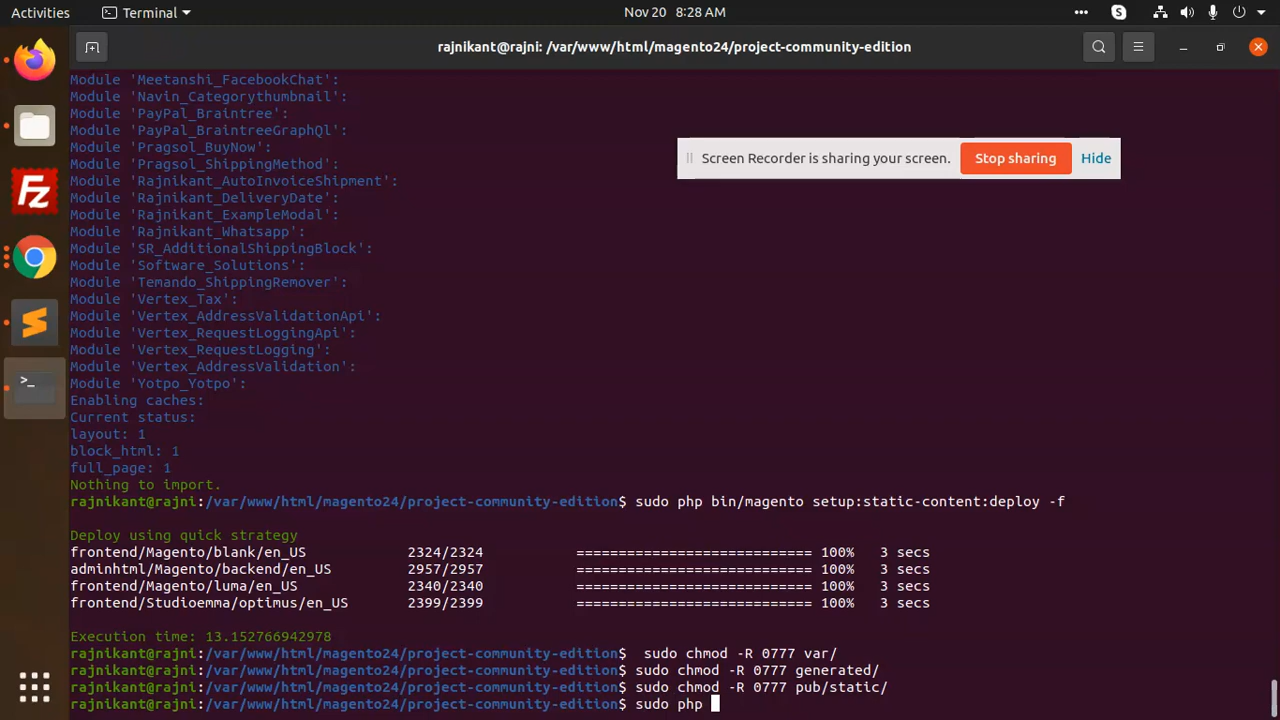 Activities
Terminal
Nov 20 8:28 AM
rajnikant@rajni: /var/www/html/magento24/project-community-edition
Module 'Meetanshi_FacebookChat':
Module 'Navin_Categorythumbnail':
Module 'PayPal_Braintree':
Module 'PayPal_BraintreeGraphQl':
Module 'Pragsol_BuyNow':
Module 'Pragsol_ShippingMethod':
Module 'Rajnikant_AutoInvoiceShipment':
Module 'Rajnikant_DeliveryDate':
Module 'Rajnikant_ExampleModal':
Module 'Rajnikant_Whatsapp':
Module 'SR_AdditionalShippingBlock':
Module 'Software_Solutions':
Module 'Temando_ShippingRemover':
Module 'Vertex_Tax':
Module 'Vertex_AddressValidationApi':
Module 'Vertex_RequestLoggingApi':
Module 'Vertex_RequestLogging':
Module 'Vertex_AddressValidation':
Module 'Yotpo_Yotpo':
Screen Recorder is sharing your screen. Stop sharing Hide
Enabling caches:
Current status:
layout: 1
block_html: 1
full_page: 1
Nothing to import.
rajnikant@rajni:/var/www/html/magento24/project-community-edition$ sudo php bin/magento setup:static-content:deploy -f
Deploy using quick strategy
frontend/Magento/blank/en_US 2324/2324 ============================ 100% 3 secs
adminhtml/Magento/backend/en_US 2957/2957 ============================ 100% 3 secs
frontend/Magento/luma/en_US 2340/2340 ============================ 100% 3 secs
frontend/Studioemma/optimus/en_US 2399/2399 ============================ 100% 3 secs
Execution time: 13.152766942978
rajnikant@rajni:/var/www/html/magento24/project-community-edition$  sudo chmod -R 0777 var/
rajnikant@rajni:/var/www/html/magento24/project-community-edition$ sudo chmod -R 0777 generated/
rajnikant@rajni:/var/www/html/magento24/project-community-edition$ sudo chmod -R 0777 pub/static/
rajnikant@rajni:/var/www/html/magento24/project-community-edition$ sudo php